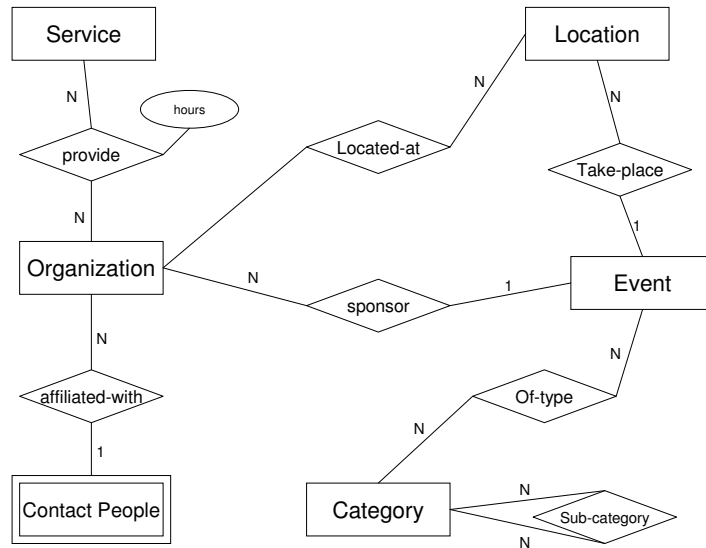 Service
Location
N
N
N
hours
provide
Located-at
Take-place
N
1
Organization
N
1
Event
sponsor
N
N
affiliated-with
Of-type
N
1
Contact People
Category
N
Sub-category
N